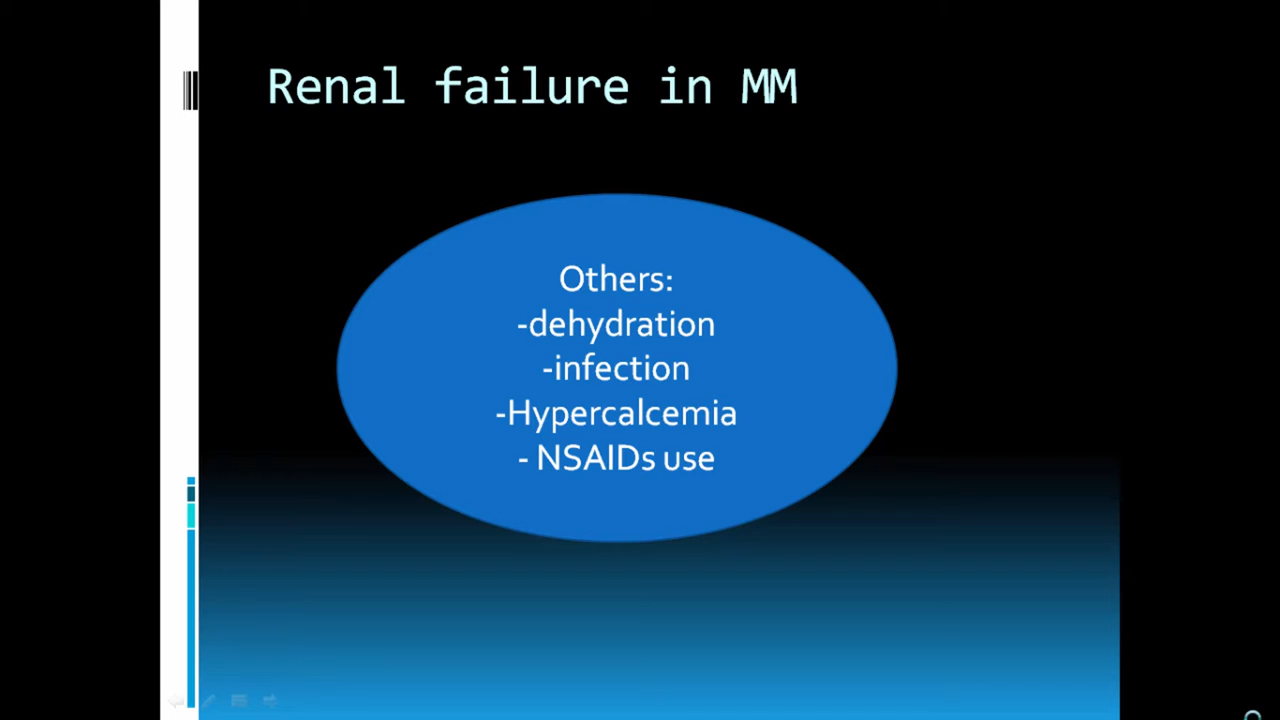 Renal failure in MM
Others:
-dehydration
-infection
-Hypercalcemia
- NSAIDs use